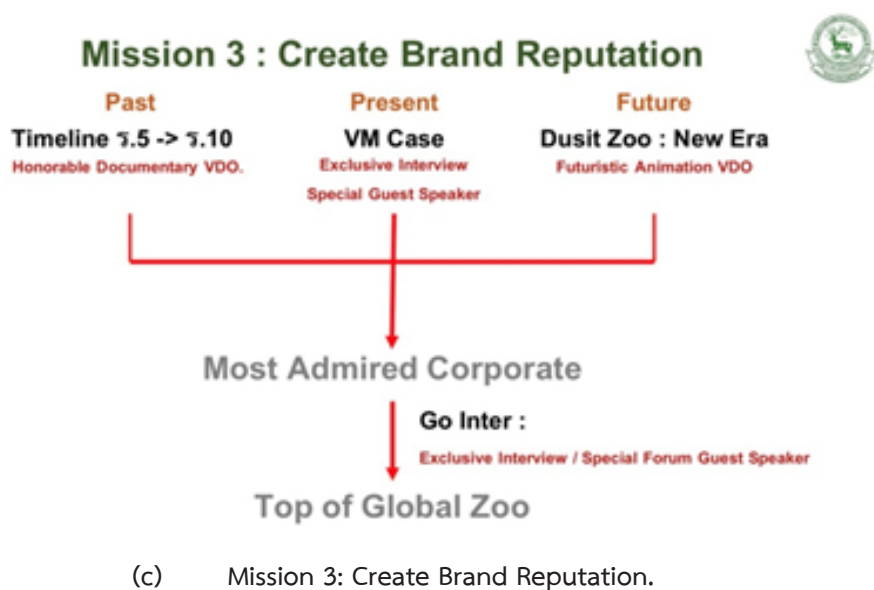 Mission 3 : Create Brand Reputation
Past
Timeline ร.5 -> ร.10
Honorable Documentary VDO.
Present
VM Case
Exclusive Interview
Special Guest Speaker
Future
Dusit Zoo : New Era
Futuristic Animation VDO
Most Admired Corporate
Go Inter :
Exclusive Interview / Special Forum Guest Speaker
Top of Global Zoo
(c) Mission 3: Create Brand Reputation.